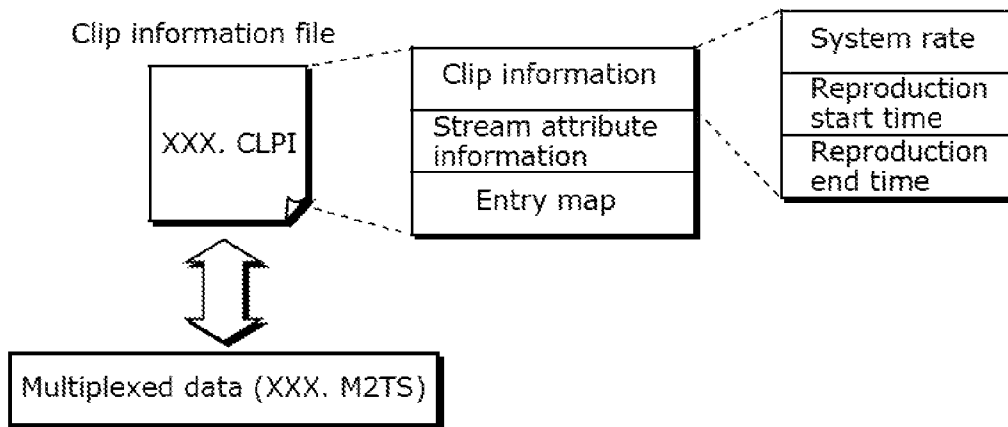 Clip information file
XXX. CLPI
Clip information
Stream attribute
information
Entry map
System rate
Reproduction
start time
Reproduction
end time
Multiplexed data (XXX. M2TS)